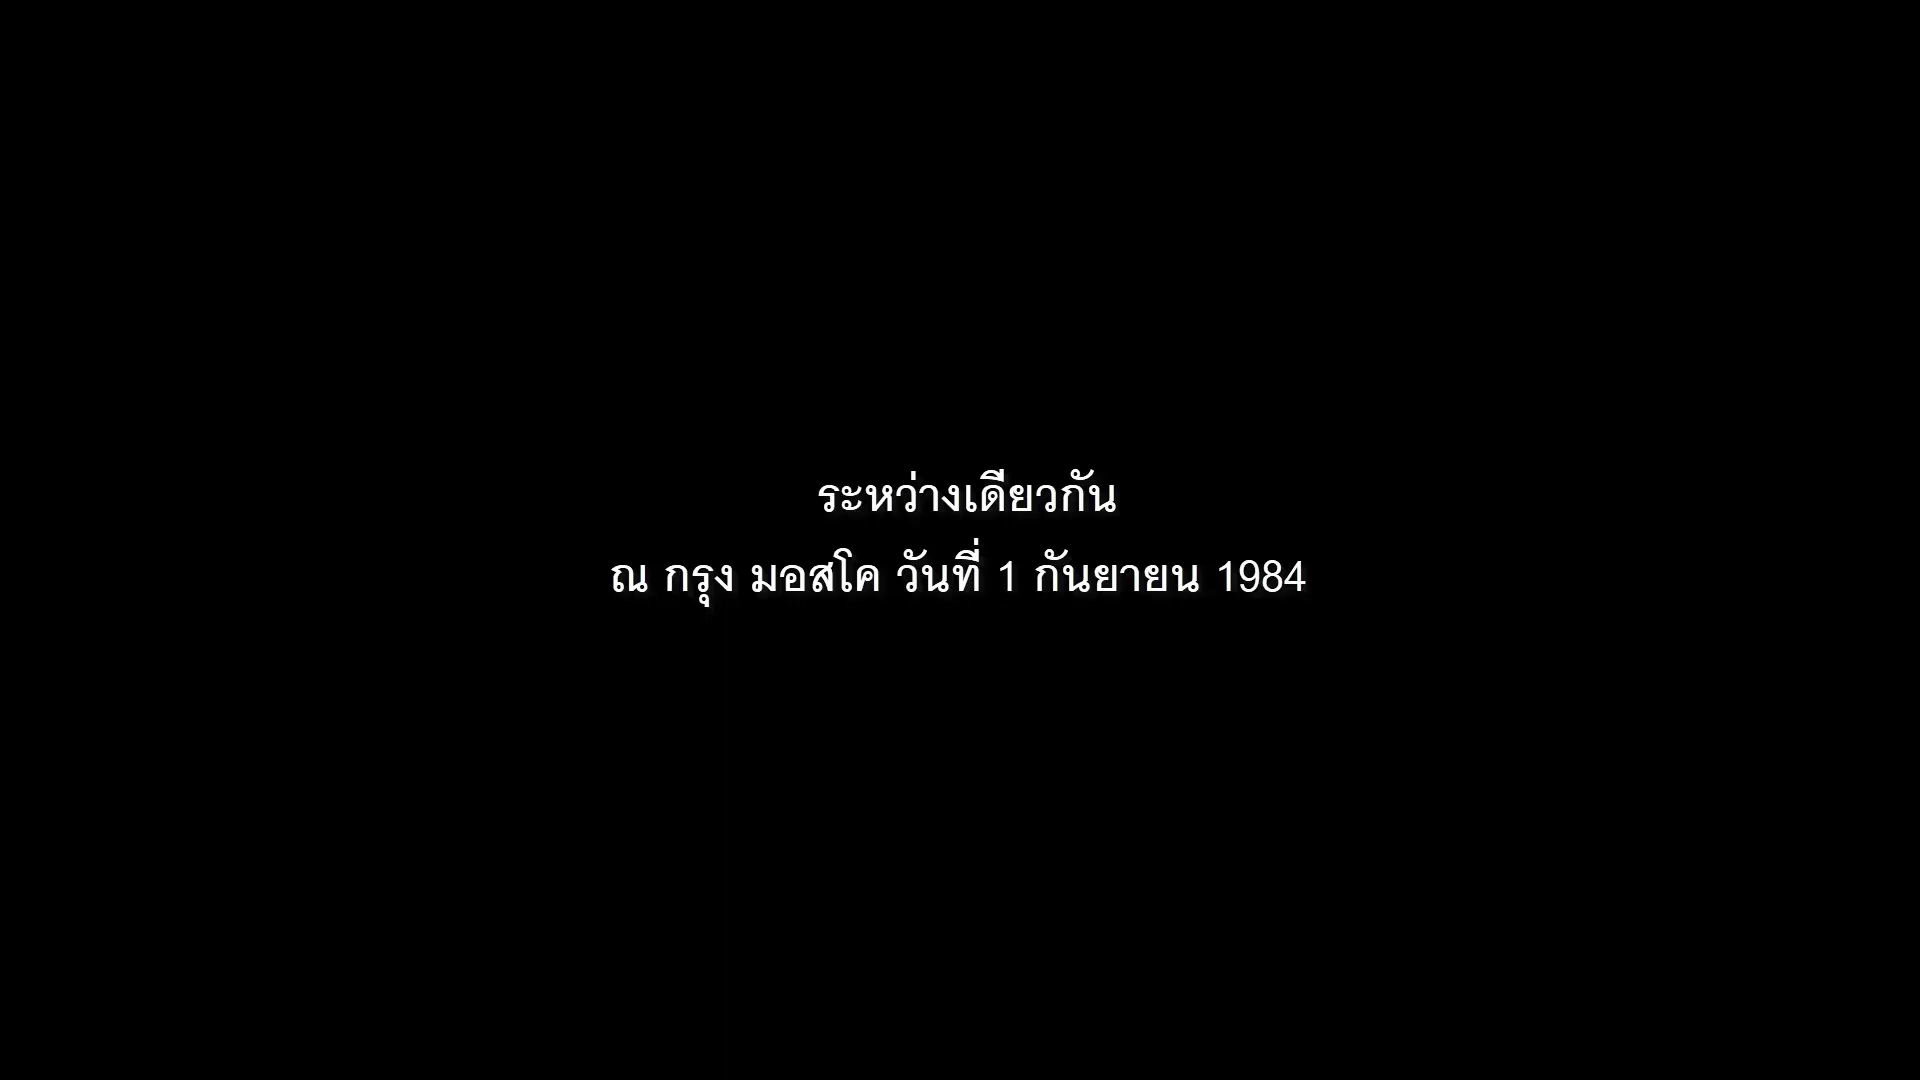 ระหว่างเดียวกัน
ณ กรุง มอสโค วันที่ 1 กันยายน 1984